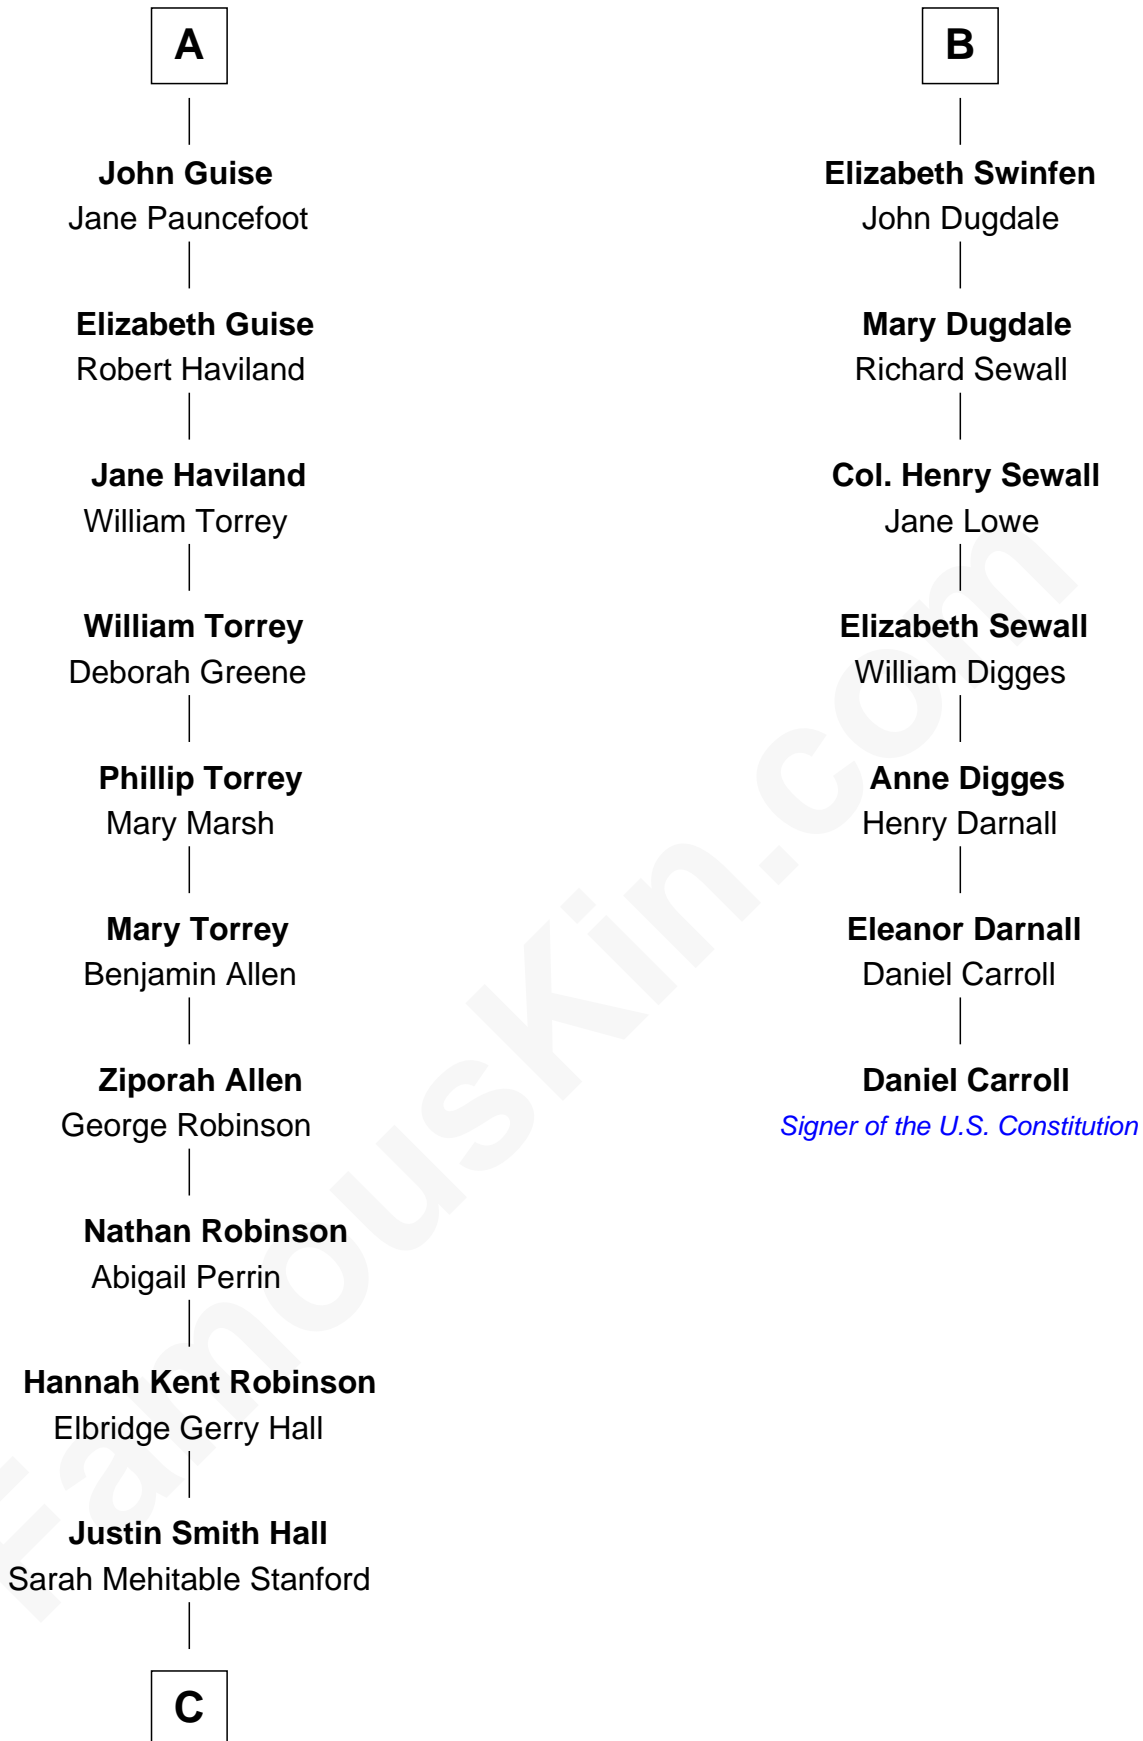 A
John Guise
Jane Pauncefoot
Elizabeth Guise
Robert Haviland
Jane Haviland
William Torrey
William Torrey
Deborah Greene
Phillip Torrey
Mary Marsh
Mary Torrey
Benjamin Allen
Ziporah Allen
George Robinson
Nathan Robinson
Abigail Perrin
Hannah Kent Robinson
Elbridge Gerry Hall
Justin Smith Hall
Sarah Mehitable Stanford
C
B
Elizabeth Swinfen
John Dugdale
Mary Dugdale
Richard Sewall
Col. Henry Sewall
Jane Lowe
Elizabeth Sewall
William Digges
Anne Digges
Henry Darnall
Eleanor Darnall
Daniel Carroll
Daniel Carroll
Signer of the U.S. Constitution
FamousKin.com